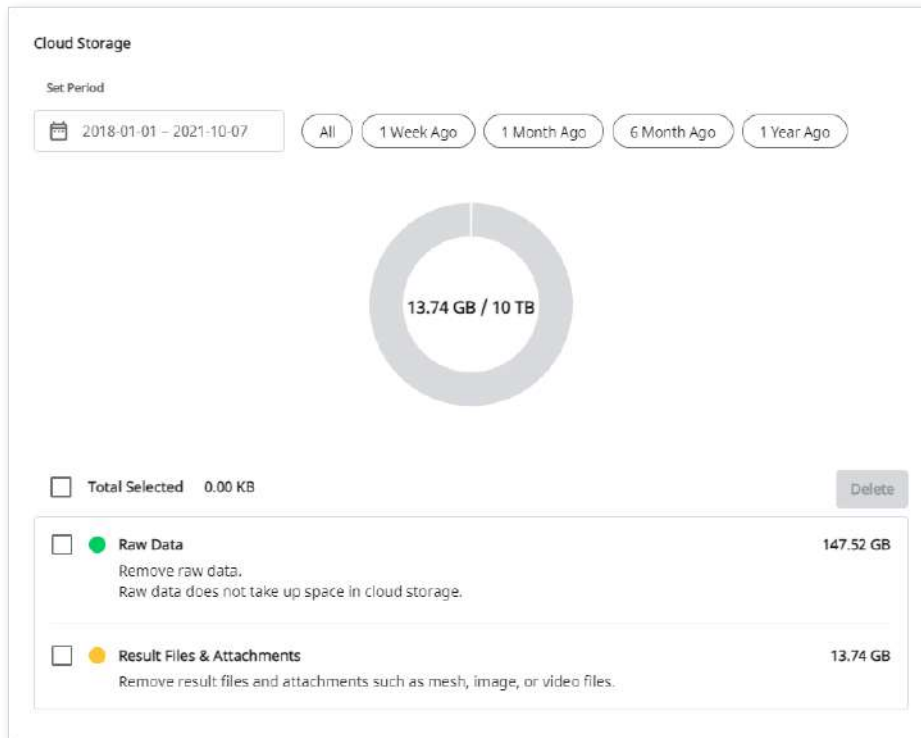 Cloud Storage
Set Period
2018-01-01 – 2021-10-07
All
1 Week Ago
1 Month Ago
6 Month Ago
1 Year Ago
13.74 GB / 10 TB
Total Selected 0.00 KB
Delete
Raw Data 147.52 GB
Remove raw data.
Raw data does not take up space in cloud storage.
Result Files & Attachments 13.74 GB
Remove result files and attachments such as mesh, image, or video files.